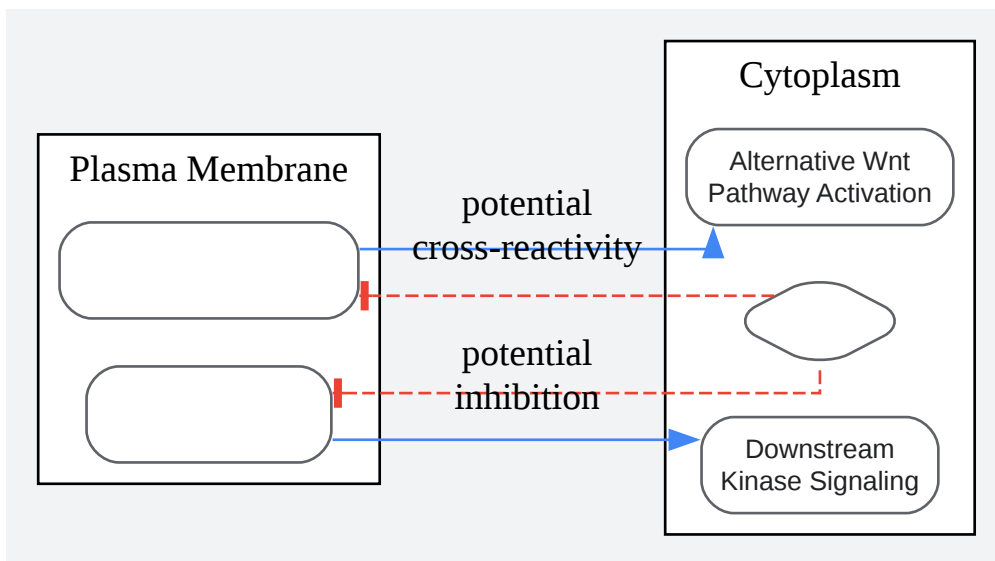 Plasma Membrane
potential
cross-reactivity
potential
inhibition
Cytoplasm
Alternative Wnt
Pathway Activation
Downstream
Kinase Signaling